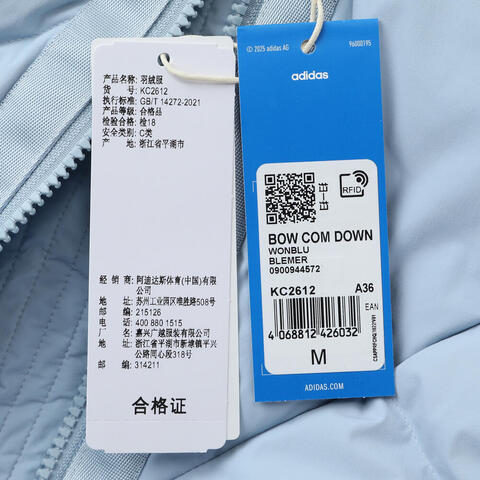 产品名称: 羽绒服
货 号: KC2612
执行标准: GB/T 14272-2021
产品等级: 合格品
检验合格: 检18
安全类别: C类
产 地: 浙江省平湖市
经 销 商: 阿迪达斯体育(中国)有限
公司
地 址: 苏州工业园区唯胜路508号
邮 编: 215126
电 话: 400 880 1515
厂 名: 嘉兴广越服装有限公司
地 址: 浙江省平湖市新埭镇平兴
公路同心段318号
邮 编: 314211
合格证
© 2025 adidas AG
96000195
adidas
RFID
BOW COM DOWN
WONBLU
BLEMER
0900944572
KC2612 A36
EAN
4 068812 426032
M
ADIDAS.COM